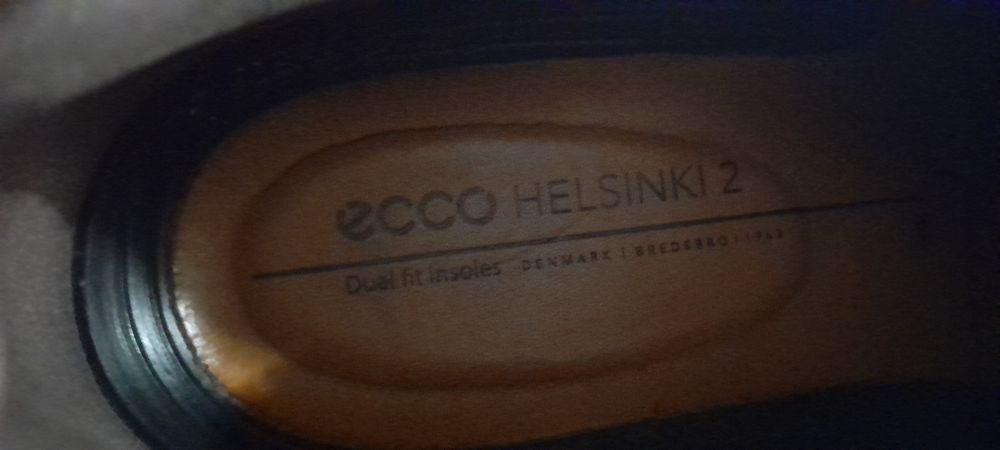 ecco HELSINKI 2
Dual fit insoles DENMARK | BREDEBRO | 1963